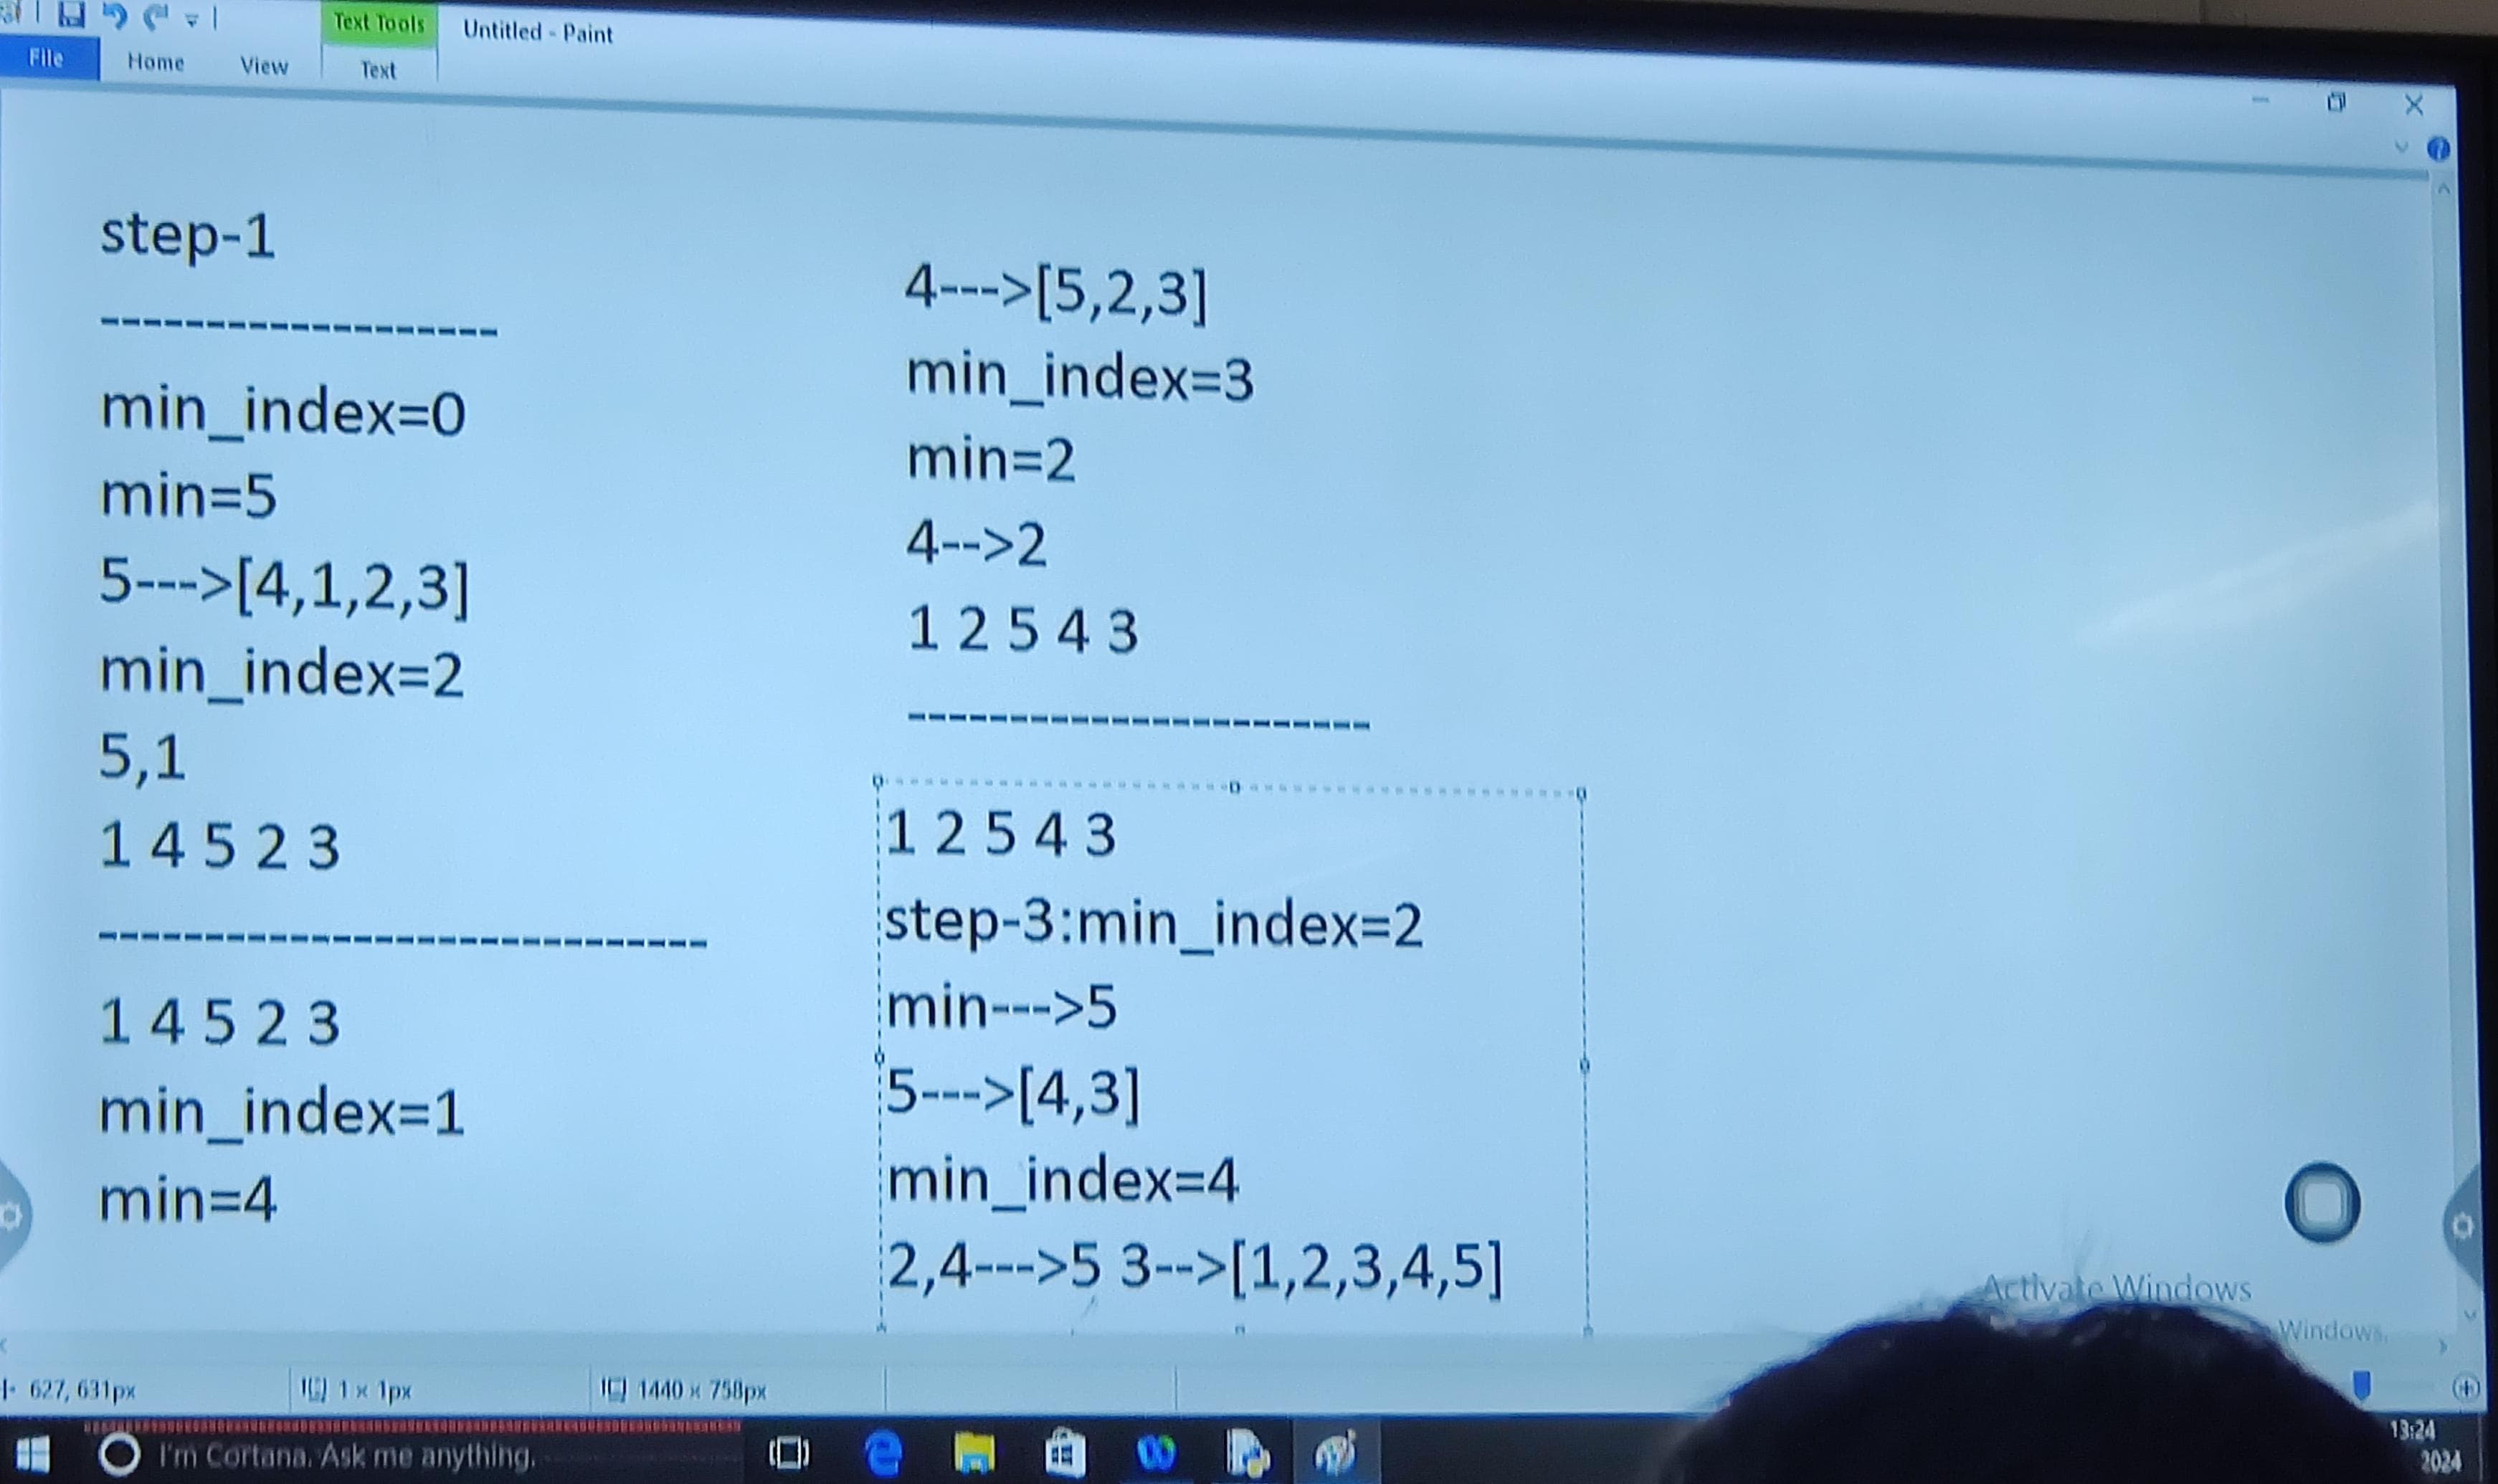 Text Tools
Untitled - Paint
File Home View Text
step-1
-------------------
min_index=0
min=5
5--->[4,1,2,3]
min_index=2
5,1
1 4 5 2 3
-----------------------------
1 4 5 2 3
min_index=1
min=4
4--->[5,2,3]
min_index=3
min=2
4-->2
1 2 5 4 3
----------------------
1 2 5 4 3
step-3:min_index=2
min--->5
5--->[4,3]
min_index=4
2,4--->5 3-->[1,2,3,4,5]
Activate Windows
Windows.
627, 631px 1 × 1px 1440 × 758px
I'm Cortana. Ask me anything.
13:24
2024